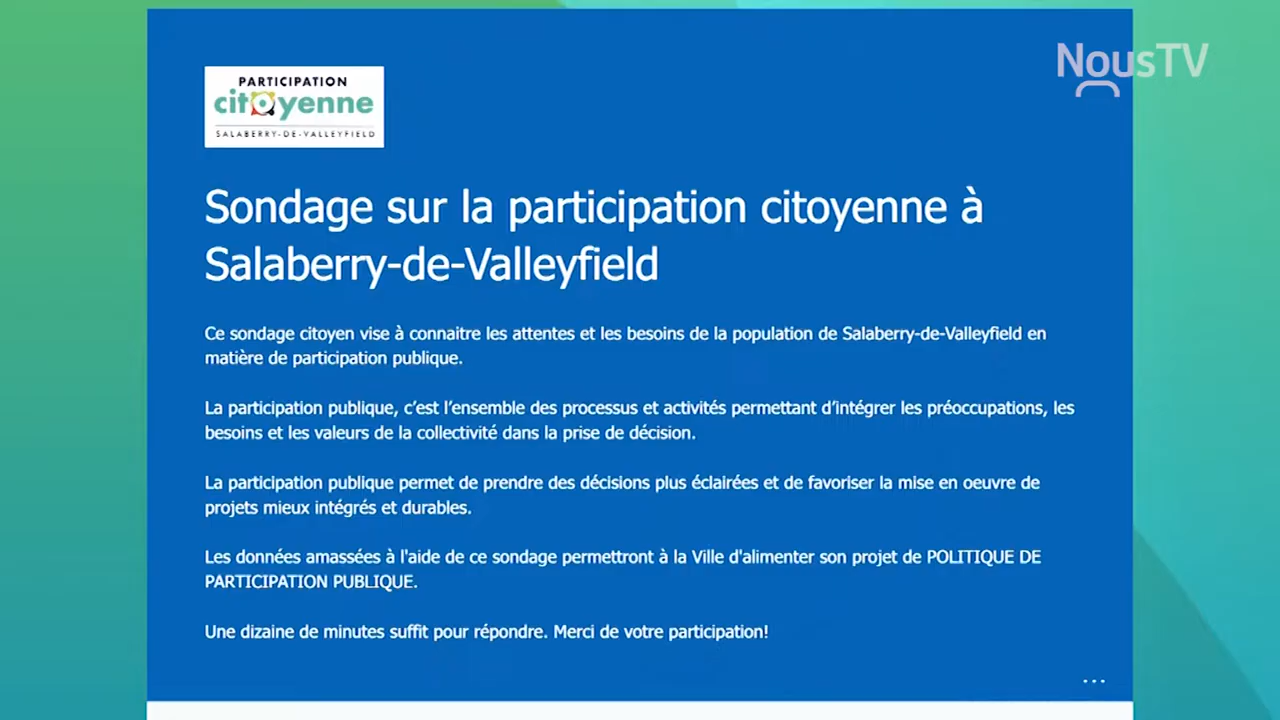 NousTV
PARTICIPATION
citoyenne
SALABERRY-DE-VALLEYFIELD
Sondage sur la participation citoyenne à
Salaberry-de-Valleyfield
Ce sondage citoyen vise à connaitre les attentes et les besoins de la population de Salaberry-de-Valleyfield en
matière de participation publique.
La participation publique, c’est l’ensemble des processus et activités permettant d’intégrer les préoccupations, les
besoins et les valeurs de la collectivité dans la prise de décision.
La participation publique permet de prendre des décisions plus éclairées et de favoriser la mise en oeuvre de
projets mieux intégrés et durables.
Les données amassées à l'aide de ce sondage permettront à la Ville d'alimenter son projet de POLITIQUE DE
PARTICIPATION PUBLIQUE.
Une dizaine de minutes suffit pour répondre. Merci de votre participation!
...